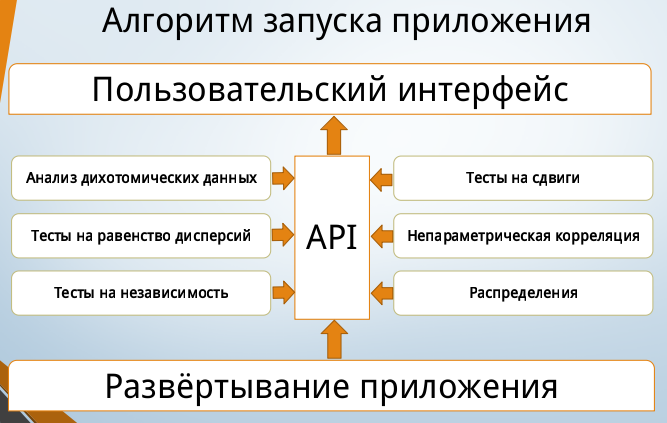 Алгоритм запуска приложения
Пользовательский интерфейс
Анализ дихотомических данных
Тесты на равенство дисперсий
Тесты на независимость
API
Тесты на сдвиги
Непараметрическая корреляция
Распределения
Развёртывание приложения